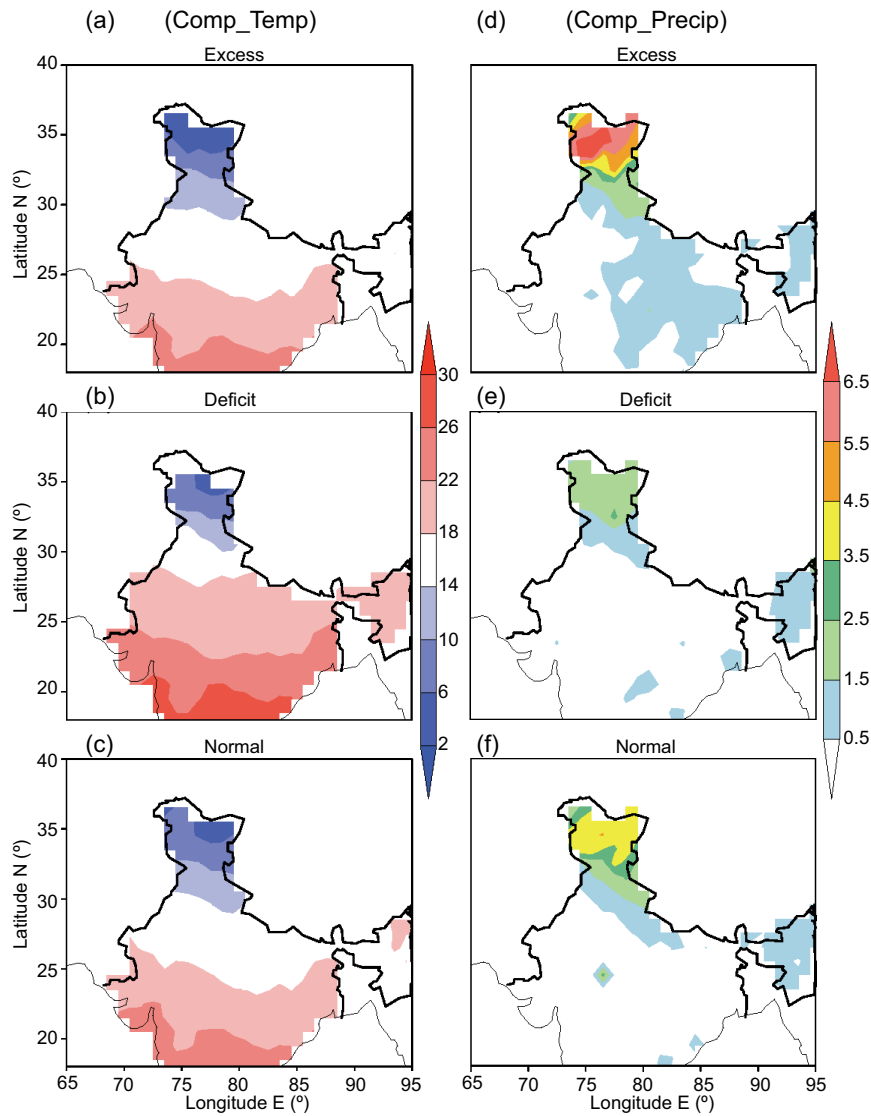 (a) (Comp_Temp)
Excess
40
35
30
25
20
Latitude N (º)
(d) (Comp_Precip)
Excess
(b) Deficit
40
35
30
25
20
Latitude N (º)
30
26
22
18
14
10
6
2
(e) Deficit
6.5
5.5
4.5
3.5
2.5
1.5
0.5
(c) Normal
40
35
30
25
20
Latitude N (º)
65 70 75 80 85 90 95
Longitude E (º)
(f) Normal
65 70 75 80 85 90 95
Longitude E (º)